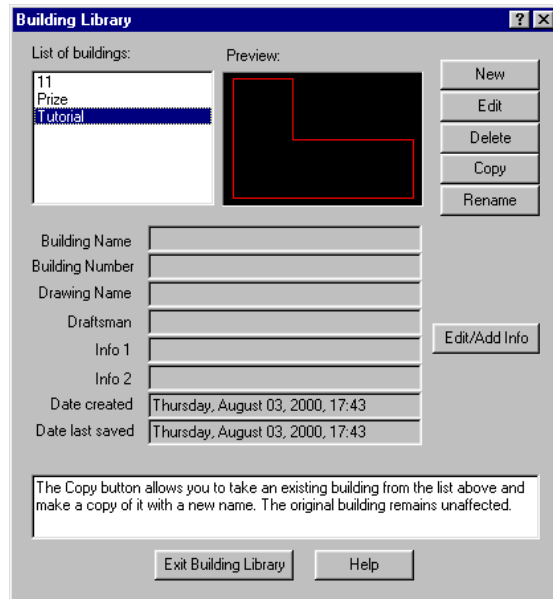 Building Library
List of buildings:
Preview:
11
Prize
Tutorial
New
Edit
Delete
Copy
Rename
Building Name
Building Number
Drawing Name
Draftsman
Info 1
Info 2
Edit/Add Info
Date created Thursday, August 03, 2000, 17:43
Date last saved Thursday, August 03, 2000, 17:43
The Copy button allows you to take an existing building from the list above and
make a copy of it with a new name. The original building remains unaffected.
Exit Building Library
Help